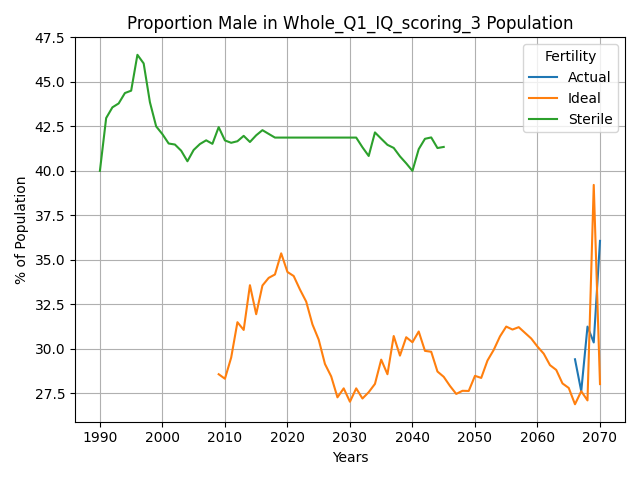 Proportion Male in Whole_Q1_IQ_scoring_3 Population
47.5
45.0
42.5
40.0
37.5
35.0
32.5
30.0
27.5
% of Population
Fertility
Actual
Ideal
Sterile
1990 2000 2010 2020 2030 2040 2050 2060 2070
Years